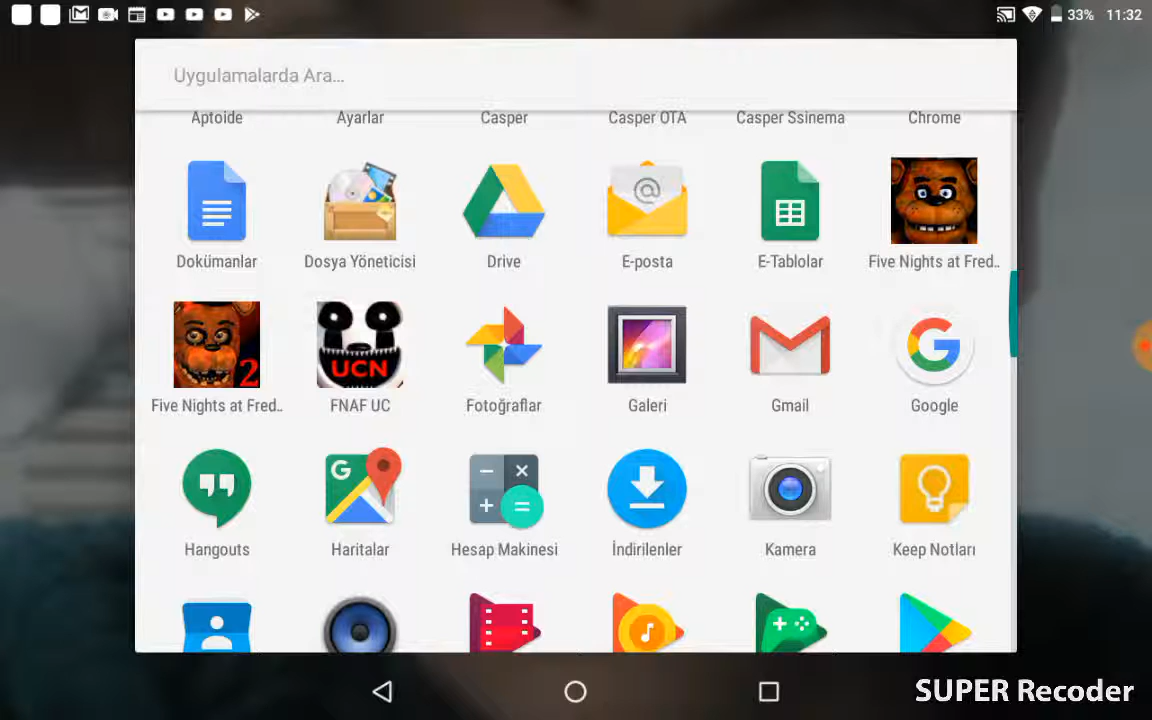 33% 11:32
Uygulamalarda Ara...
Aptoide Ayarlar Casper Casper OTA Casper Ssinema Chrome
Dokümanlar Dosya Yöneticisi Drive E-posta E-Tablolar Five Nights at Fred..
2 UCN
Five Nights at Fred.. FNAF UC Fotoğraflar Galeri Gmail Google
Hangouts Haritalar Hesap Makinesi İndirilenler Kamera Keep Notları
SUPER Recoder